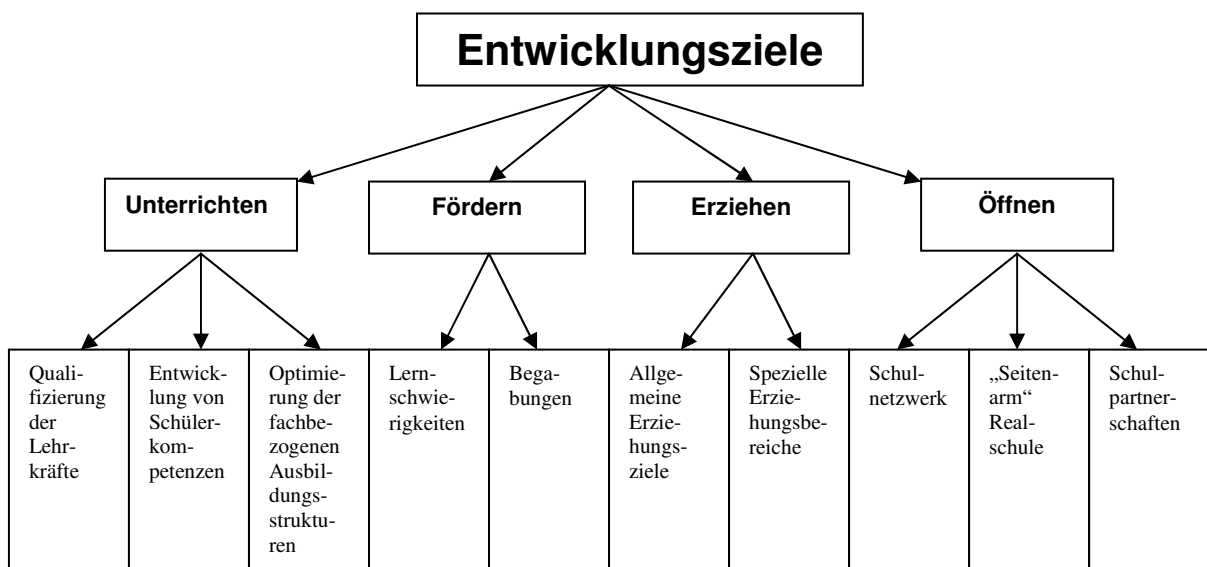 Entwicklungsziele
Unterrichten
Fördern
Erziehen
Öffnen
Quali-
fizierung
der
Lehr-
kräfte
Entwick-
lung von
Schüler-
kom-
petenzen
Optimie-
rung der
fachbe-
zogenen
Ausbil-
dungs-
struktu-
ren
Lern-
schwie-
rigkeiten
Bega-
bungen
Allge-
meine
Erzie-
hungs-
ziele
Spezielle
Erzie-
hungsbe-
reiche
Schul-
netzwerk
„Seiten-
arm“
Real-
schule
Schul-
partner-
schaften